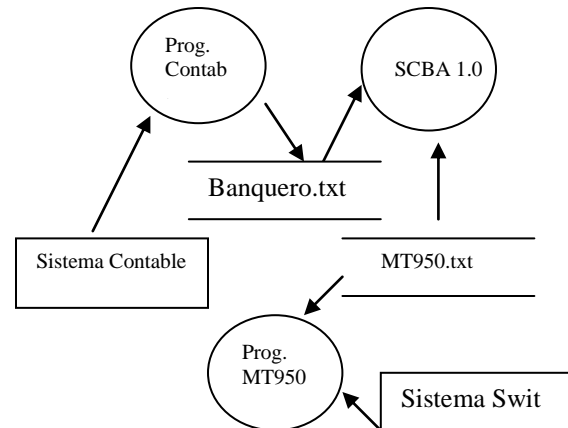 Prog.
Contab
SCBA 1.0
Banquero.txt
Sistema Contable
MT950.txt
Prog.
MT950
Sistema Swit